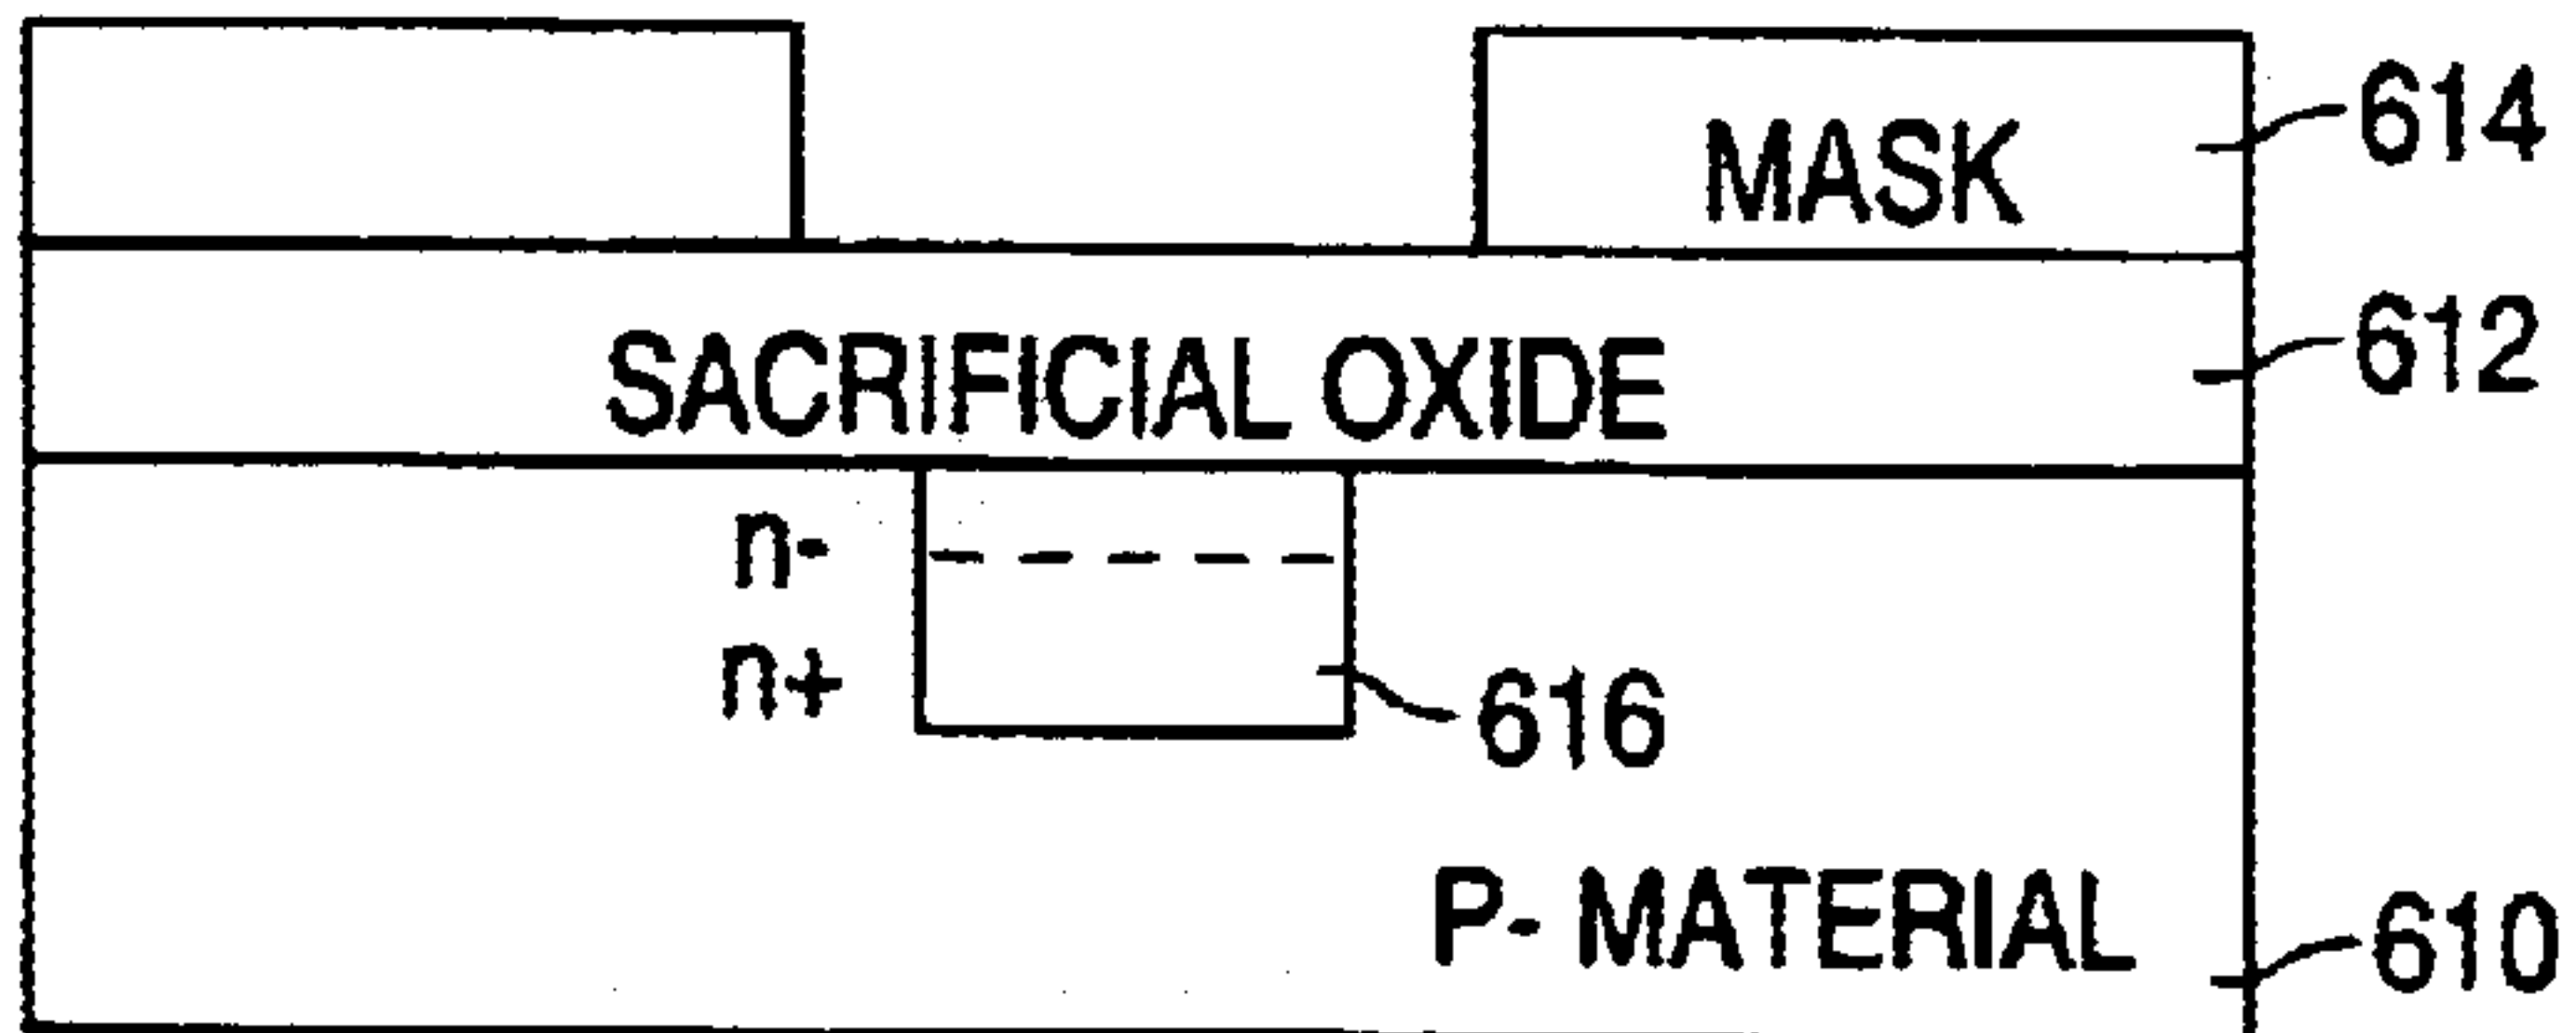 614
MASK
612
SACRIFICIAL OXIDE
n-
n+
616
P- MATERIAL
610